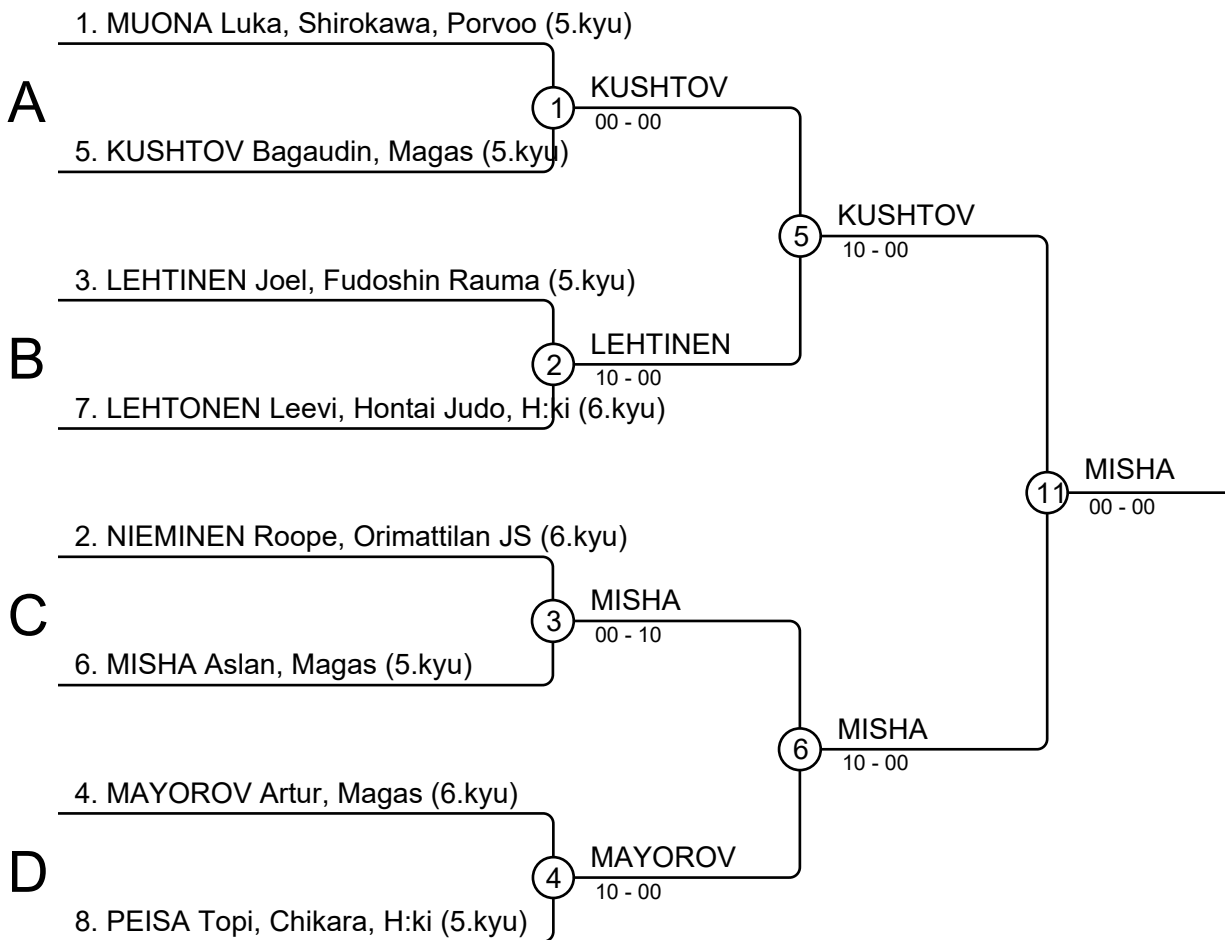 1. MUONA Luka, Shirokawa, Porvoo (5.kyu)
A
1
KUSHTOV
00 - 00
5. KUSHTOV Bagaudin, Magas (5.kyu)
5
KUSHTOV
10 - 00
3. LEHTINEN Joel, Fudoshin Rauma (5.kyu)
B
2
LEHTINEN
10 - 00
7. LEHTONEN Leevi, Hontai Judo, H:ki (6.kyu)
11
MISHA
00 - 00
2. NIEMINEN Roope, Orimattilan JS (6.kyu)
C
3
MISHA
00 - 10
6. MISHA Aslan, Magas (5.kyu)
6
MISHA
10 - 00
4. MAYOROV Artur, Magas (6.kyu)
D
4
MAYOROV
10 - 00
8. PEISA Topi, Chikara, H:ki (5.kyu)